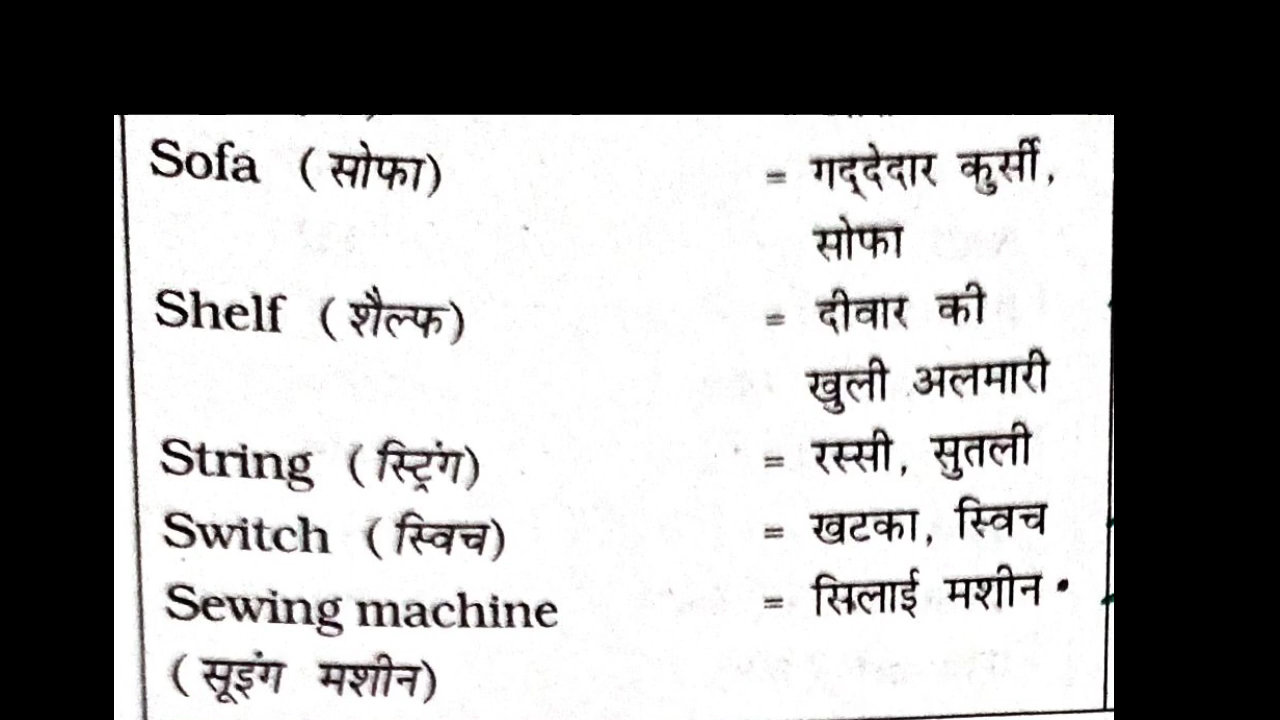 Sofa (सोफा) = गद्देदार कुर्सी,
सोफा
Shelf (शैल्फ) = दीवार की
खुली अलमारी
String (स्ट्रिंग) = रस्सी, सुतली
Switch (स्विच) = खटका, स्विच
Sewing machine = सिलाई मशीन •
(सूइंग मशीन)